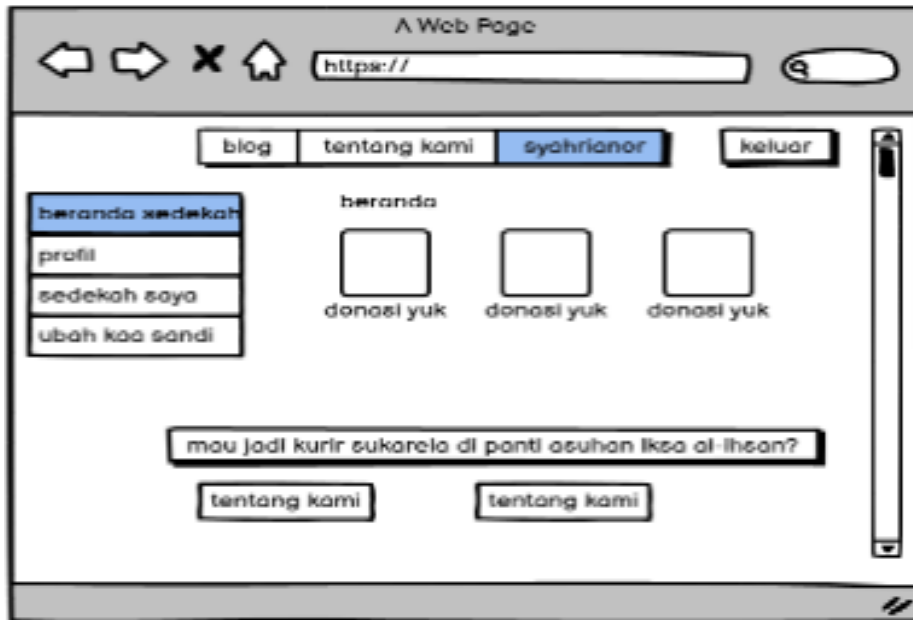 A Web Page
https://
blog tentang kami syahrianor keluar
beranda sedekah
profil
sedekah saya
ubah kaa sandi
beranda
donasi yuk donasi yuk donasi yuk
mau jadi kurir sukarela di panti asuhan iksa al-ihsan?
tentang kami tentang kami